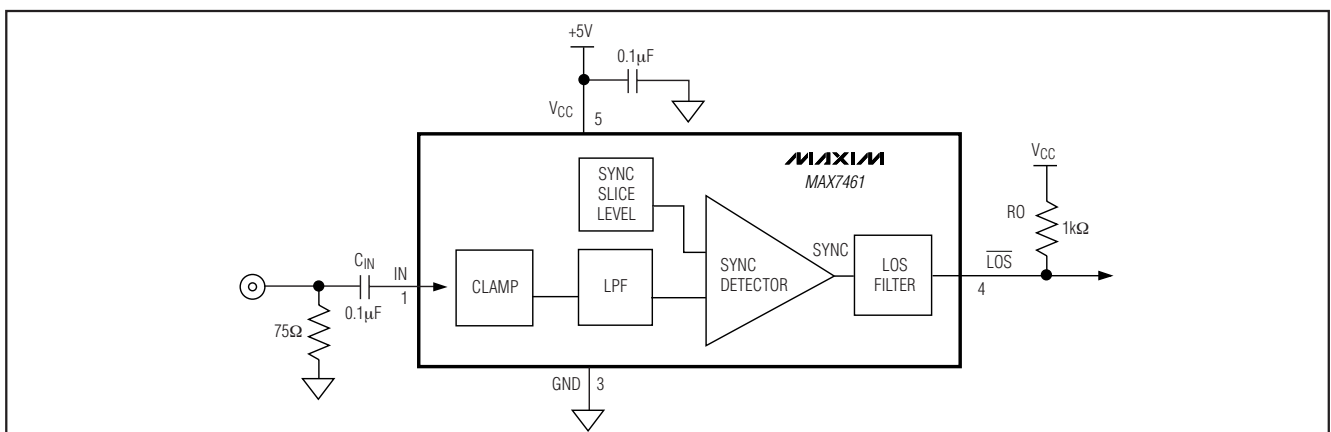 +5V
0.1μF
VCC
5
MAXIM
MAX7461
SYNC
SLICE
LEVEL
VCC
RO
1kΩ
CIN
IN
1
0.1μF
75Ω
CLAMP
LPF
SYNC
DETECTOR
SYNC
LOS
FILTER
LOS
4
GND
3